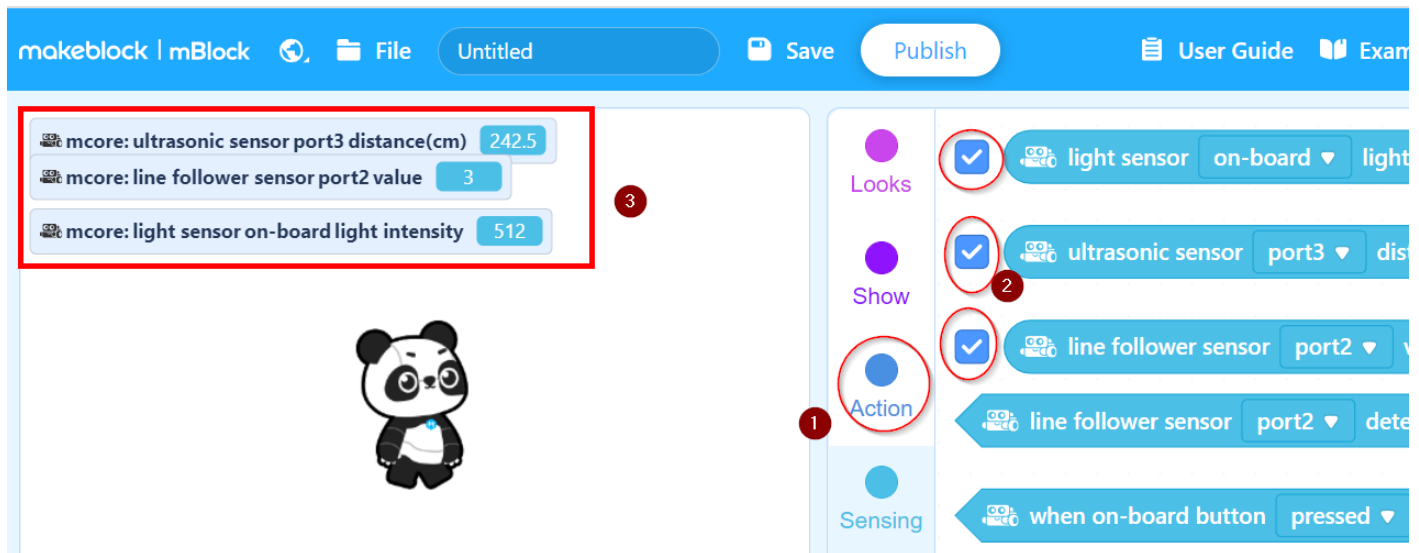 makeblock | mBlock File Untitled Save Publish User Guide Exam
mcore: ultrasonic sensor port3 distance(cm) 242.5
mcore: line follower sensor port2 value 3
mcore: light sensor on-board light intensity 512
3
Looks
Show
Action
Sensing
1
light sensor on-board light
ultrasonic sensor port3 dist
2
line follower sensor port2 v
line follower sensor port2 dete
when on-board button pressed